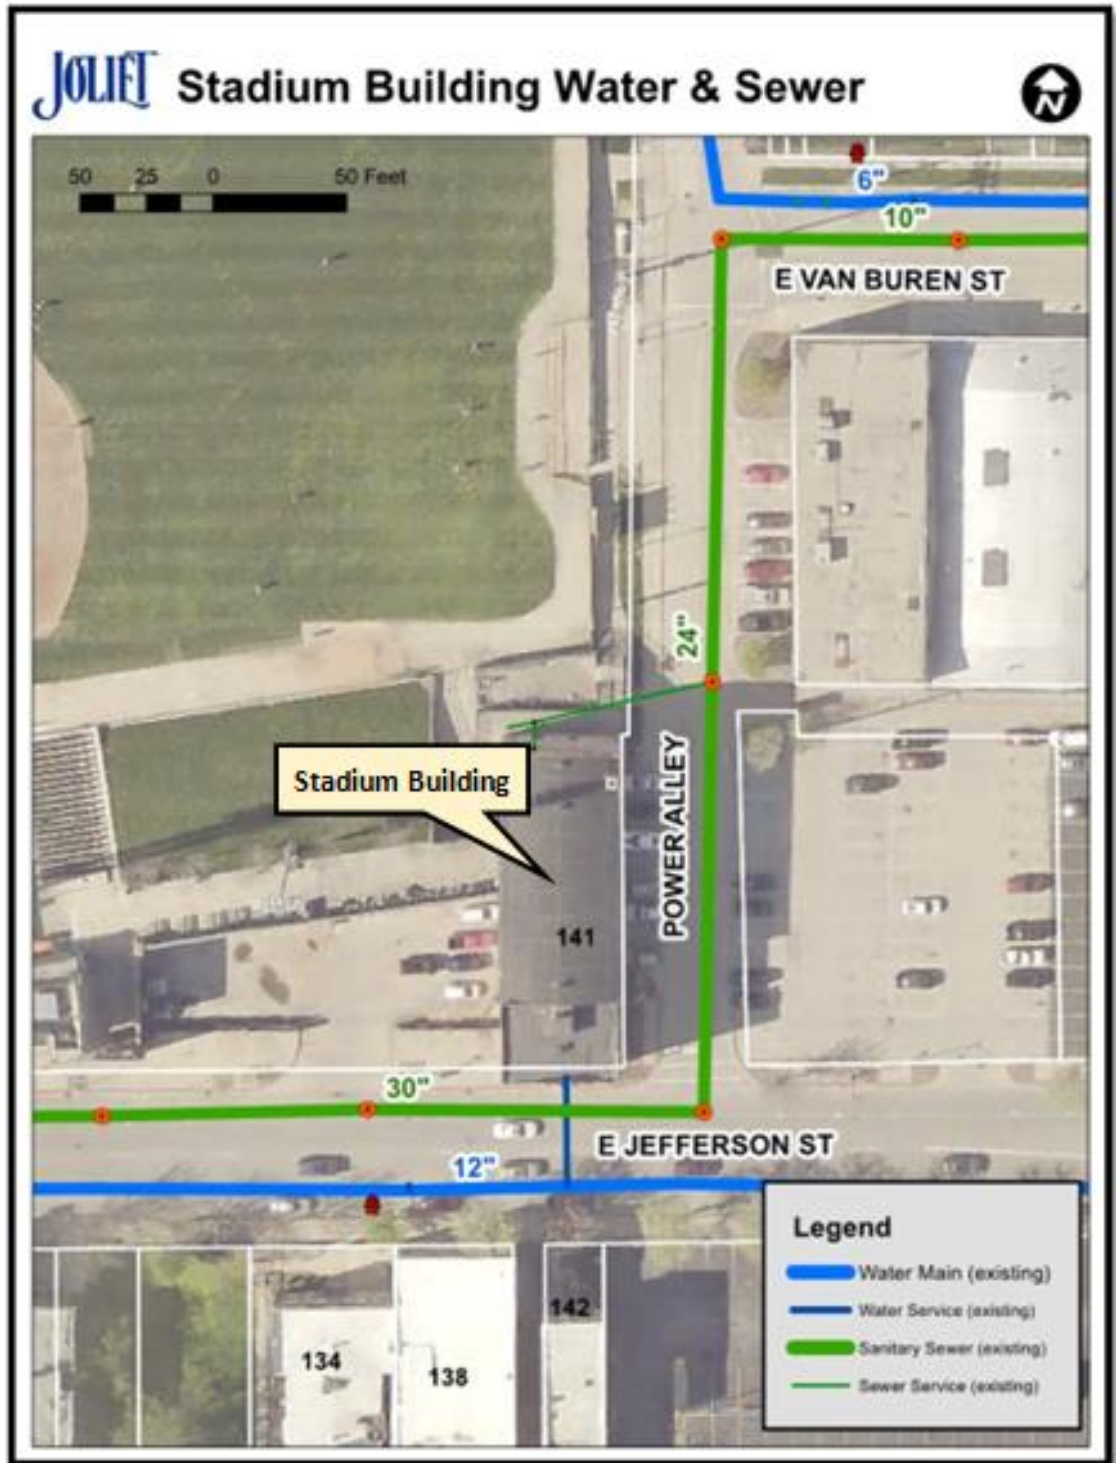 JOLIET Stadium Building Water & Sewer
N
50 25 0 50 Feet
6"
10"
E VAN BUREN ST
24"
Stadium Building
POWER ALLEY
141
30"
E JEFFERSON ST
12"
Legend
Water Main (existing)
Water Service (existing)
Sanitary Sewer (existing)
Sewer Service (existing)
142
134
138